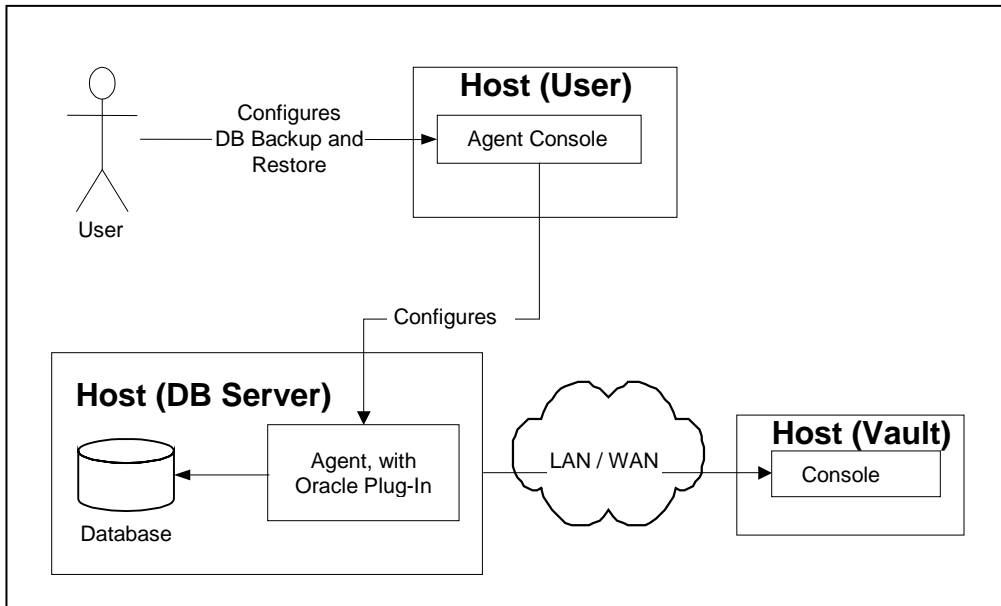 Host (User)
Configures
DB Backup and
Restore
Agent Console
User
Configures
Host (DB Server)
Agent, with
Oracle Plug-In
Database
LAN / WAN
Host (Vault)
Console